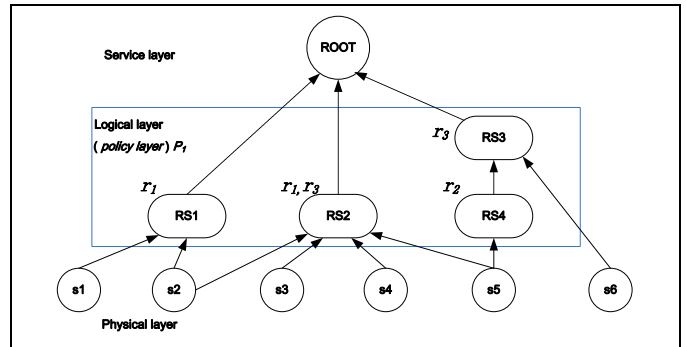 ROOT
Service layer
Logical layer
( policy layer ) P1
r3
RS3
r1
r1, r3
r2
RS1
RS2
RS4
s1
s2
s3
s4
s5
s6
Physical layer